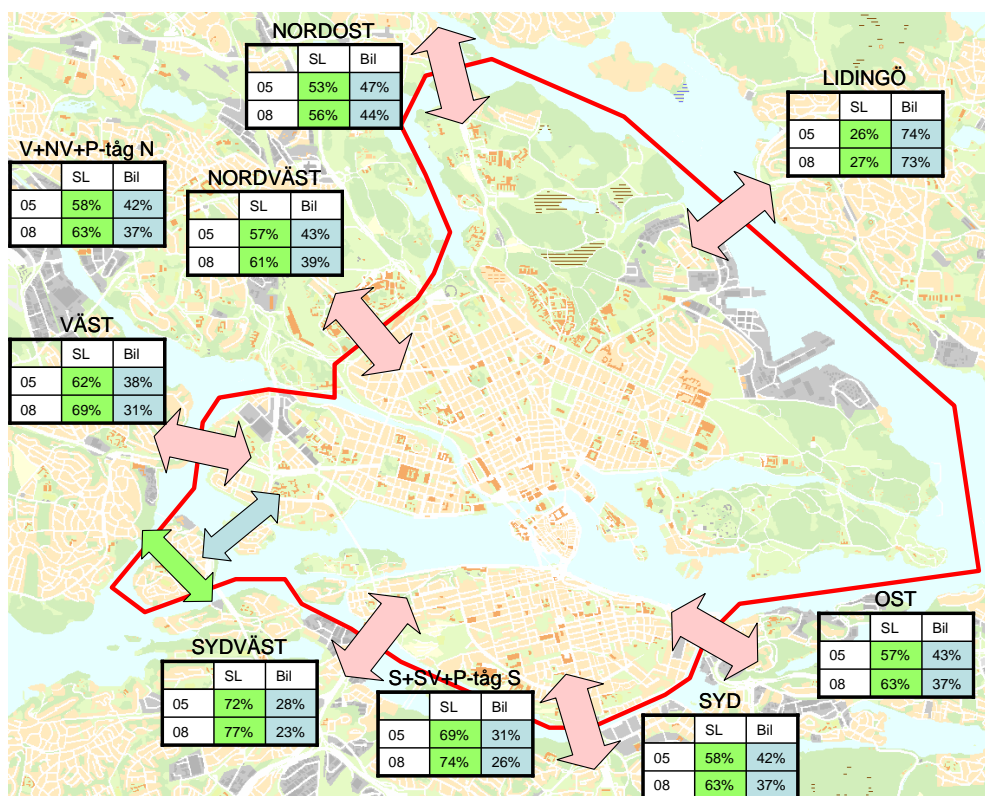 NORDOST
SL Bil
05 53% 47%
08 56% 44%
LIDINGÖ
SL Bil
05 26% 74%
08 27% 73%
V+NV+P-tåg N
SL Bil
05 58% 42%
08 63% 37%
NORDVÄST
SL Bil
05 57% 43%
08 61% 39%
VÄST
SL Bil
05 62% 38%
08 69% 31%
OST
SL Bil
05 57% 43%
08 63% 37%
SYDVÄST
SL Bil
05 72% 28%
08 77% 23%
S+SV+P-tåg S
SL Bil
05 69% 31%
08 74% 26%
SYD
SL Bil
05 58% 42%
08 63% 37%